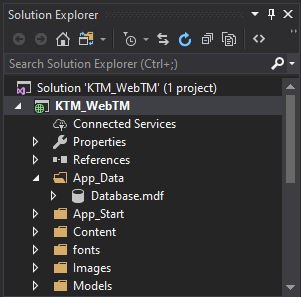 Solution Explorer
Search Solution Explorer (Ctrl+;)
Solution 'KTM_WebTM' (1 project)
KTM_WebTM
Connected Services
Properties
References
App_Data
Database.mdf
App_Start
Content
fonts
Images
Models